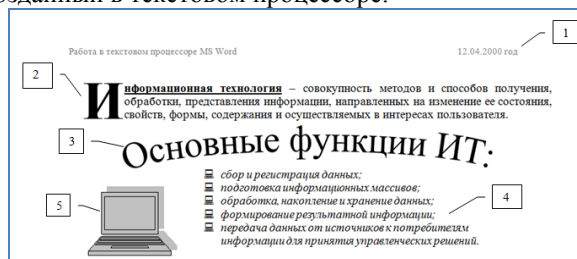 озданных в текстовом процессоре:
1
Работа в текстовом процессоре MS Word 12.04.2000 год
2
Информационная технология – совокупность методов и способов получения,
обработки, представления информации, направленных на изменение ее состояния,
свойств, формы, содержания и осуществляемых в интересах пользователя.
3
Основные функции ИТ:
сбор и регистрация данных;
подготовка информационных массивов;
4
обработка, накопление и хранение данных;
5
формирование результатной информации;
передача данных от источников к потребителям
информации для принятия управленческих решений.